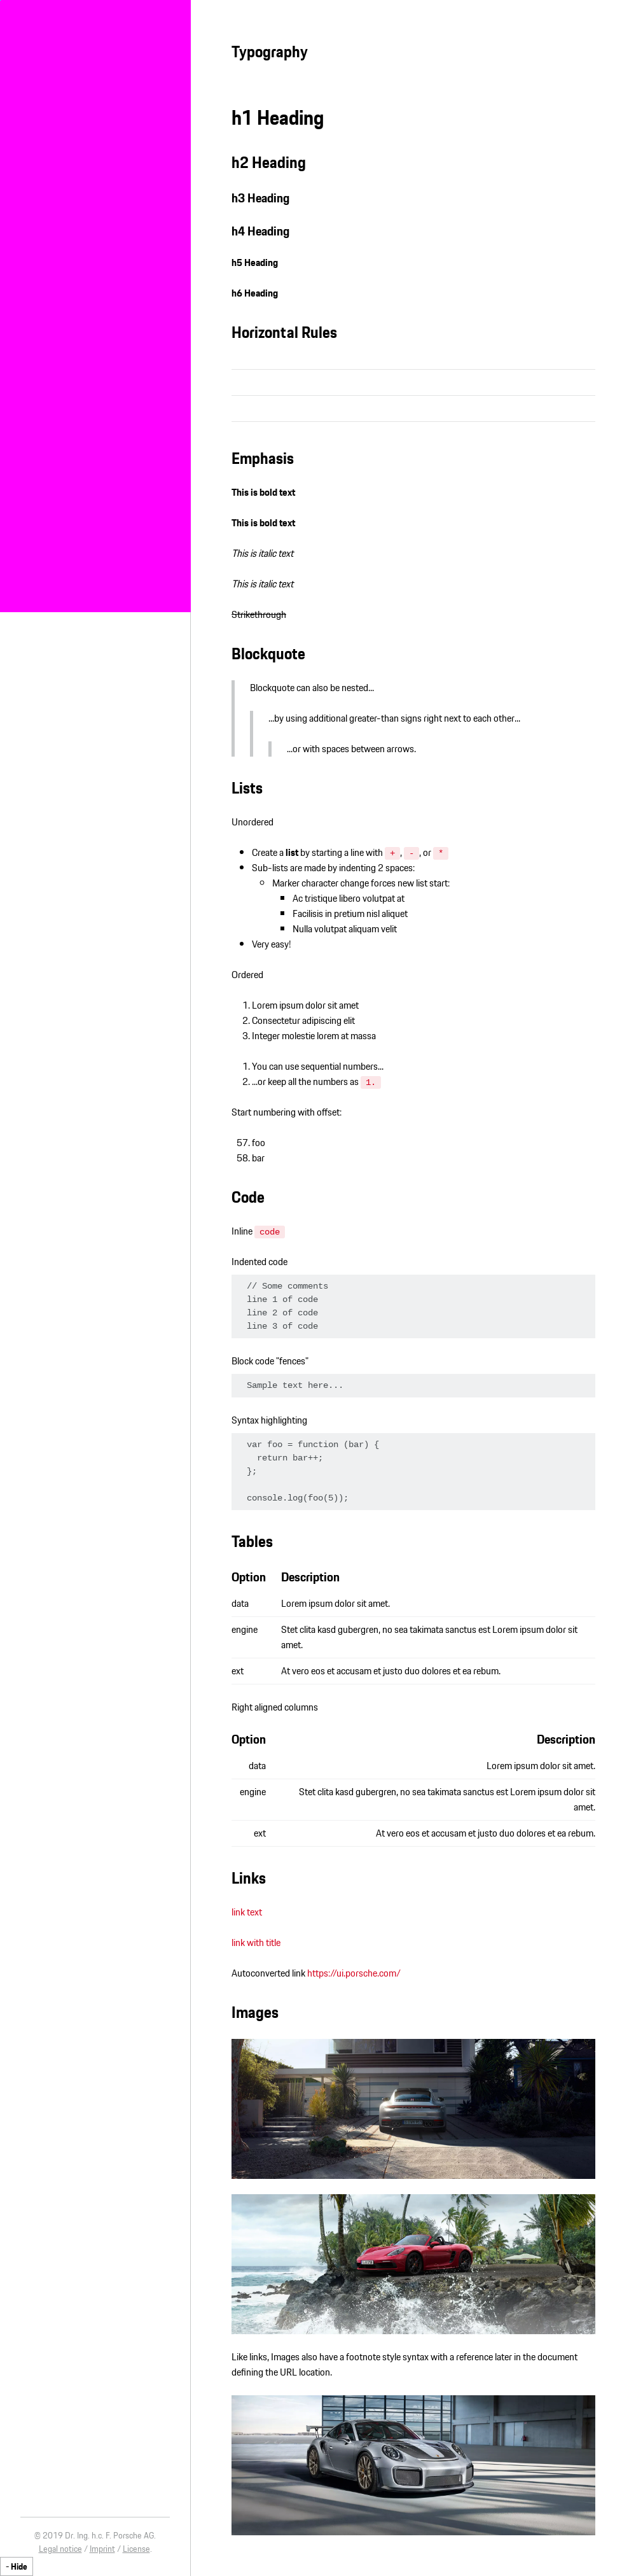 Typography
h1 Heading
h2 Heading
h3 Heading
h4 Heading
h5 Heading
h6 Heading
Horizontal Rules
Emphasis
This is bold text
This is bold text
This is italic text
This is italic text
Strikethrough
Blockquote
Blockquote can also be nested...
...by using additional greater-than signs right next to each other...
...or with spaces between arrows.
Lists
Unordered
Create a list by starting a line with +, -, or *
Sub-lists are made by indenting 2 spaces:
Marker character change forces new list start:
Ac tristique libero volutpat at
Facilisis in pretium nisl aliquet
Nulla volutpat aliquam velit
Very easy!
Ordered
1. Lorem ipsum dolor sit amet
2. Consectetur adipiscing elit
3. Integer molestie lorem at massa
1. You can use sequential numbers...
2. ...or keep all the numbers as 1.
Start numbering with offset:
57. foo
58. bar
Code
Inline code
Indented code
// Some comments
line 1 of code
line 2 of code
line 3 of code
Block code "fences"
Sample text here...
Syntax highlighting
var foo = function (bar) {
return bar++;
};
console.log(foo(5));
Tables
Option Description
data Lorem ipsum dolor sit amet.
engine Stet clita kasd gubergren, no sea takimata sanctus est Lorem ipsum dolor sit
amet.
ext At vero eos et accusam et justo duo dolores et ea rebum.
Right aligned columns
Option Description
data Lorem ipsum dolor sit amet.
engine Stet clita kasd gubergren, no sea takimata sanctus est Lorem ipsum dolor sit
amet.
ext At vero eos et accusam et justo duo dolores et ea rebum.
Links
link text
link with title
Autoconverted link https://ui.porsche.com/
Images
Like links, Images also have a footnote style syntax with a reference later in the document
defining the URL location.
© 2019 Dr. Ing. h.c. F. Porsche AG.
Legal notice / Imprint / License.
- Hide